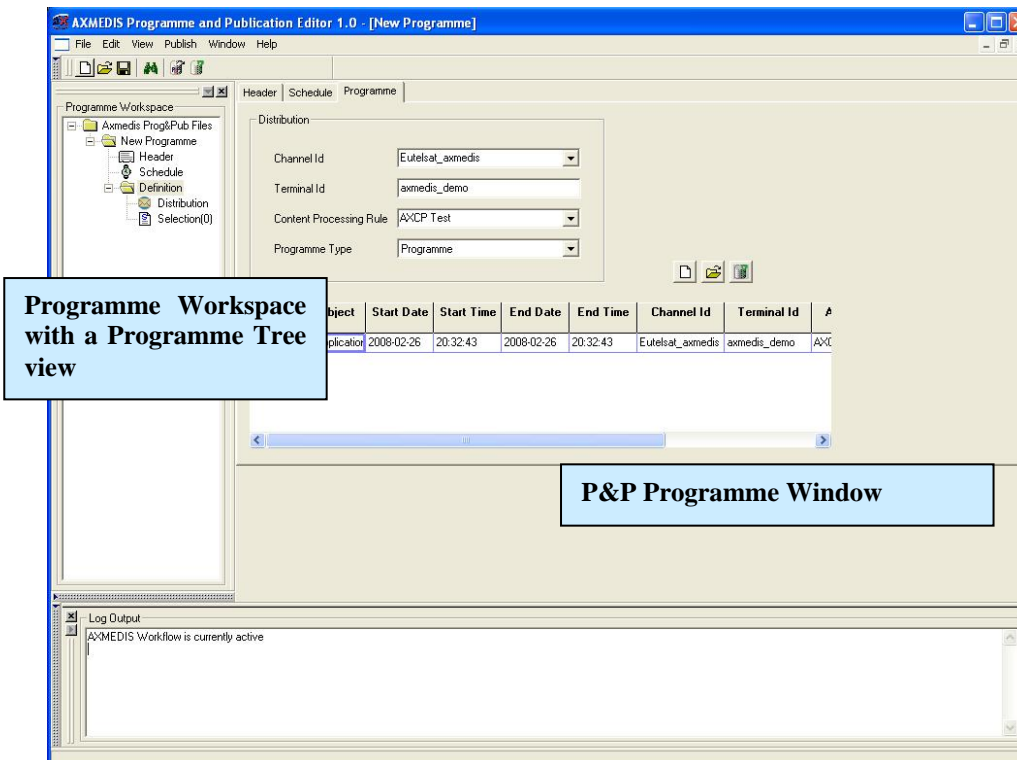 AXMEDIS Programme and Publication Editor 1.0 - [New Programme]
File Edit View Publish Window Help
Programme Workspace
Axmedis Prog&Pub Files
New Programme
Header
Schedule
Definition
Distribution
Selection(0)
Header Schedule Programme
Distribution
Channel Id Eutelsat_axmedis
Terminal Id axmedis_demo
Content Processing Rule AXCP Test
Programme Type Programme
Programme Workspace
with a Programme Tree
view
bject Start Date Start Time End Date End Time Channel Id Terminal Id
plication 2008-02-26 20:32:43 2008-02-26 20:32:43 Eutelsat_axmedis axmedis_demo
P&P Programme Window
Log Output
AXMEDIS Workflow is currently active